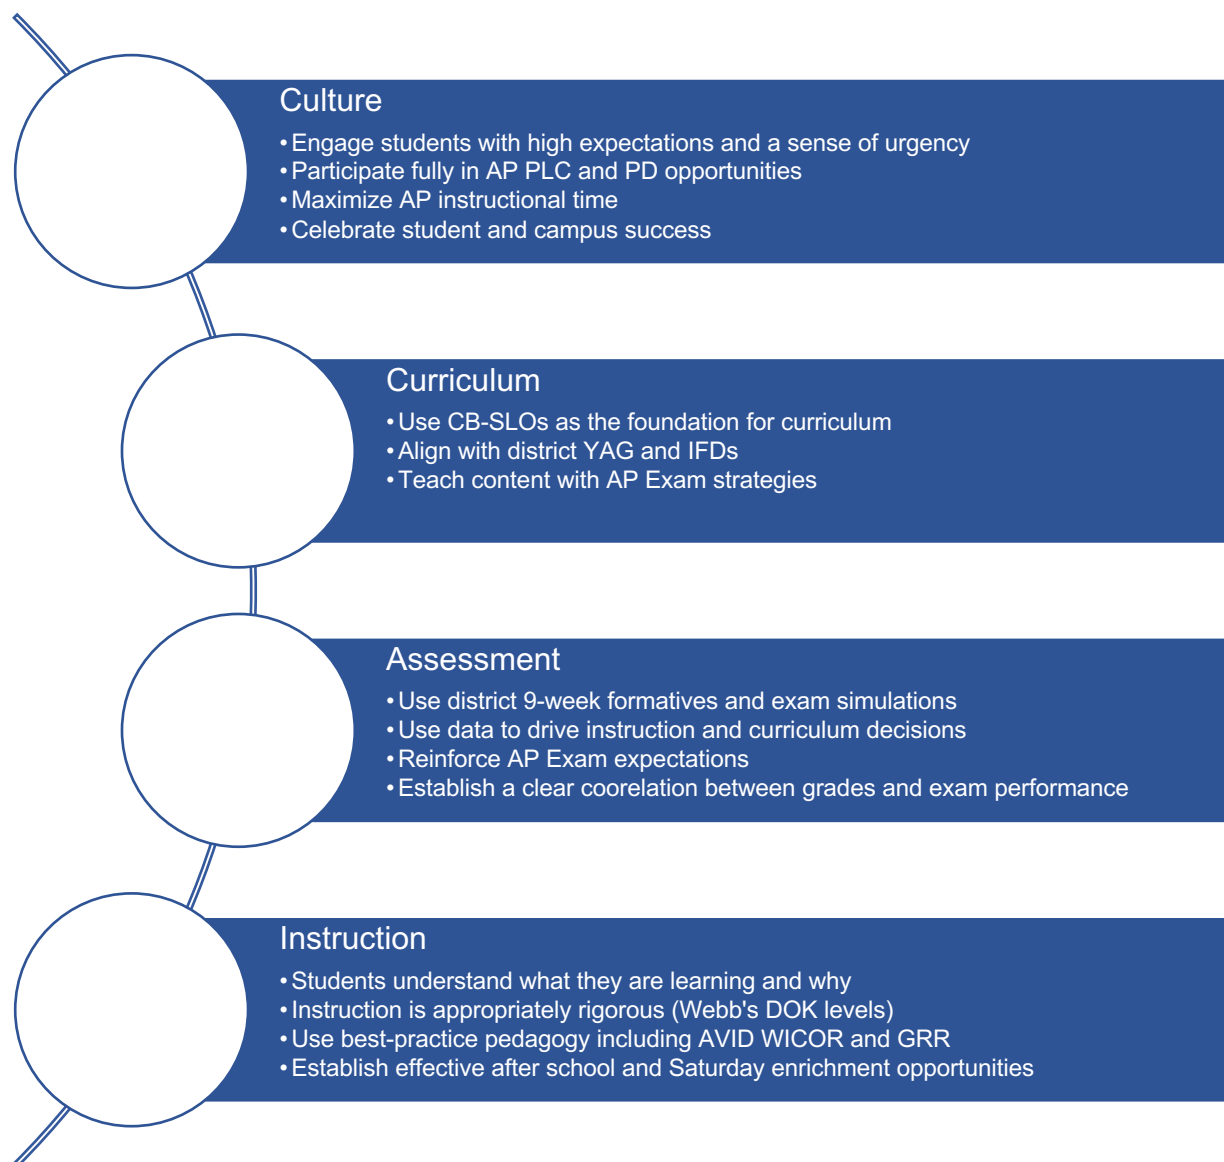 Culture
•Engage students with high expectations and a sense of urgency
•Participate fully in AP PLC and PD opportunities
•Maximize AP instructional time
•Celebrate student and campus success
Curriculum
•Use CB-SLOs as the foundation for curriculum
•Align with district YAG and IFDs
•Teach content with AP Exam strategies
Assessment
•Use district 9-week formatives and exam simulations
•Use data to drive instruction and curriculum decisions
•Reinforce AP Exam expectations
•Establish a clear coorelation between grades and exam performance
Instruction
•Students understand what they are learning and why
•Instruction is appropriately rigorous (Webb's DOK levels)
•Use best-practice pedagogy including AVID WICOR and GRR
•Establish effective after school and Saturday enrichment opportunities